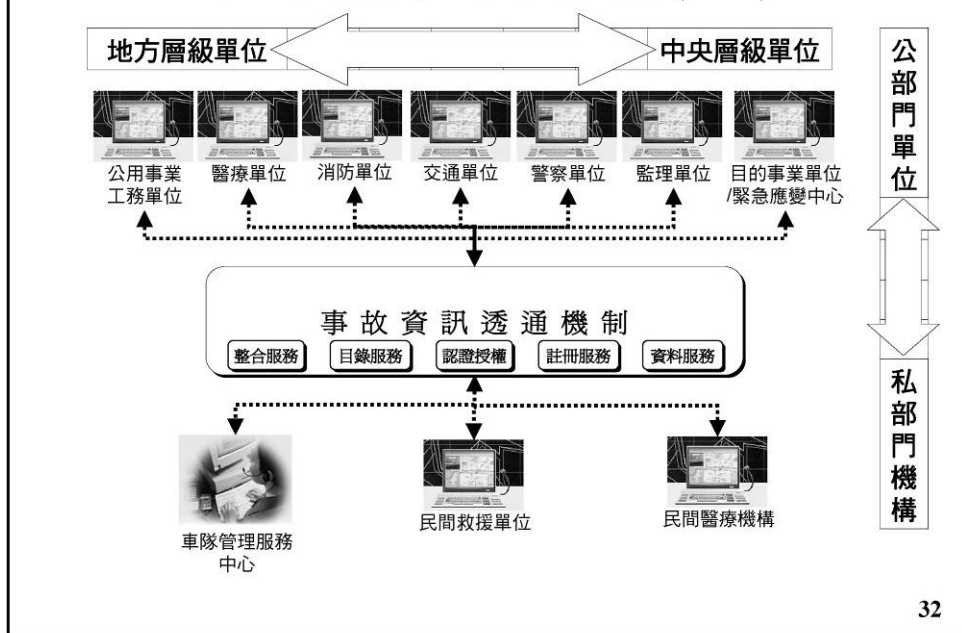 地方層級單位
中央層級單位
公用事業
工務單位
醫療單位
消防單位
交通單位
警察單位
監理單位
目的事業單位
/緊急應變中心
公部門單位
事故資訊透通機制
整合服務
目錄服務
認證授權
註冊服務
資料服務
私部門機構
車隊管理服務
中心
民間救援單位
民間醫療機構
32